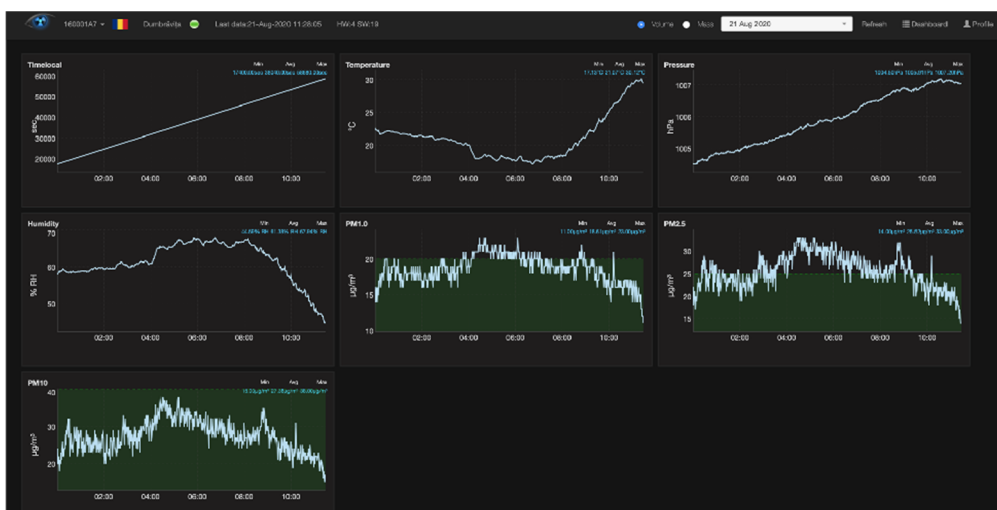 160001A7 Dumbrăvița Last data:21-Aug-2020 11:28:05 HW:4 SW:19 Volume Mass 21 Aug 2020 Refresh Dashboard Profile
Timelocal Min Avg Max
60000
50000
40000
30000
20000
sec
02:00 04:00 06:00 08:00 10:00
Temperature Min Avg Max
30
25
20
°C
02:00 04:00 06:00 08:00 10:00
Pressure Min Avg Max
1007
1006
1005
hPa
02:00 04:00 06:00 08:00 10:00
Humidity Min Avg Max
70
60
50
% RH
02:00 04:00 06:00 08:00 10:00
PM1.0 Min Avg Max
20
15
10
µg/m³
02:00 04:00 06:00 08:00 10:00
PM2.5 Min Avg Max
30
25
20
15
µg/m³
02:00 04:00 06:00 08:00 10:00
PM10 Min Avg Max
40
30
20
µg/m³
02:00 04:00 06:00 08:00 10:00